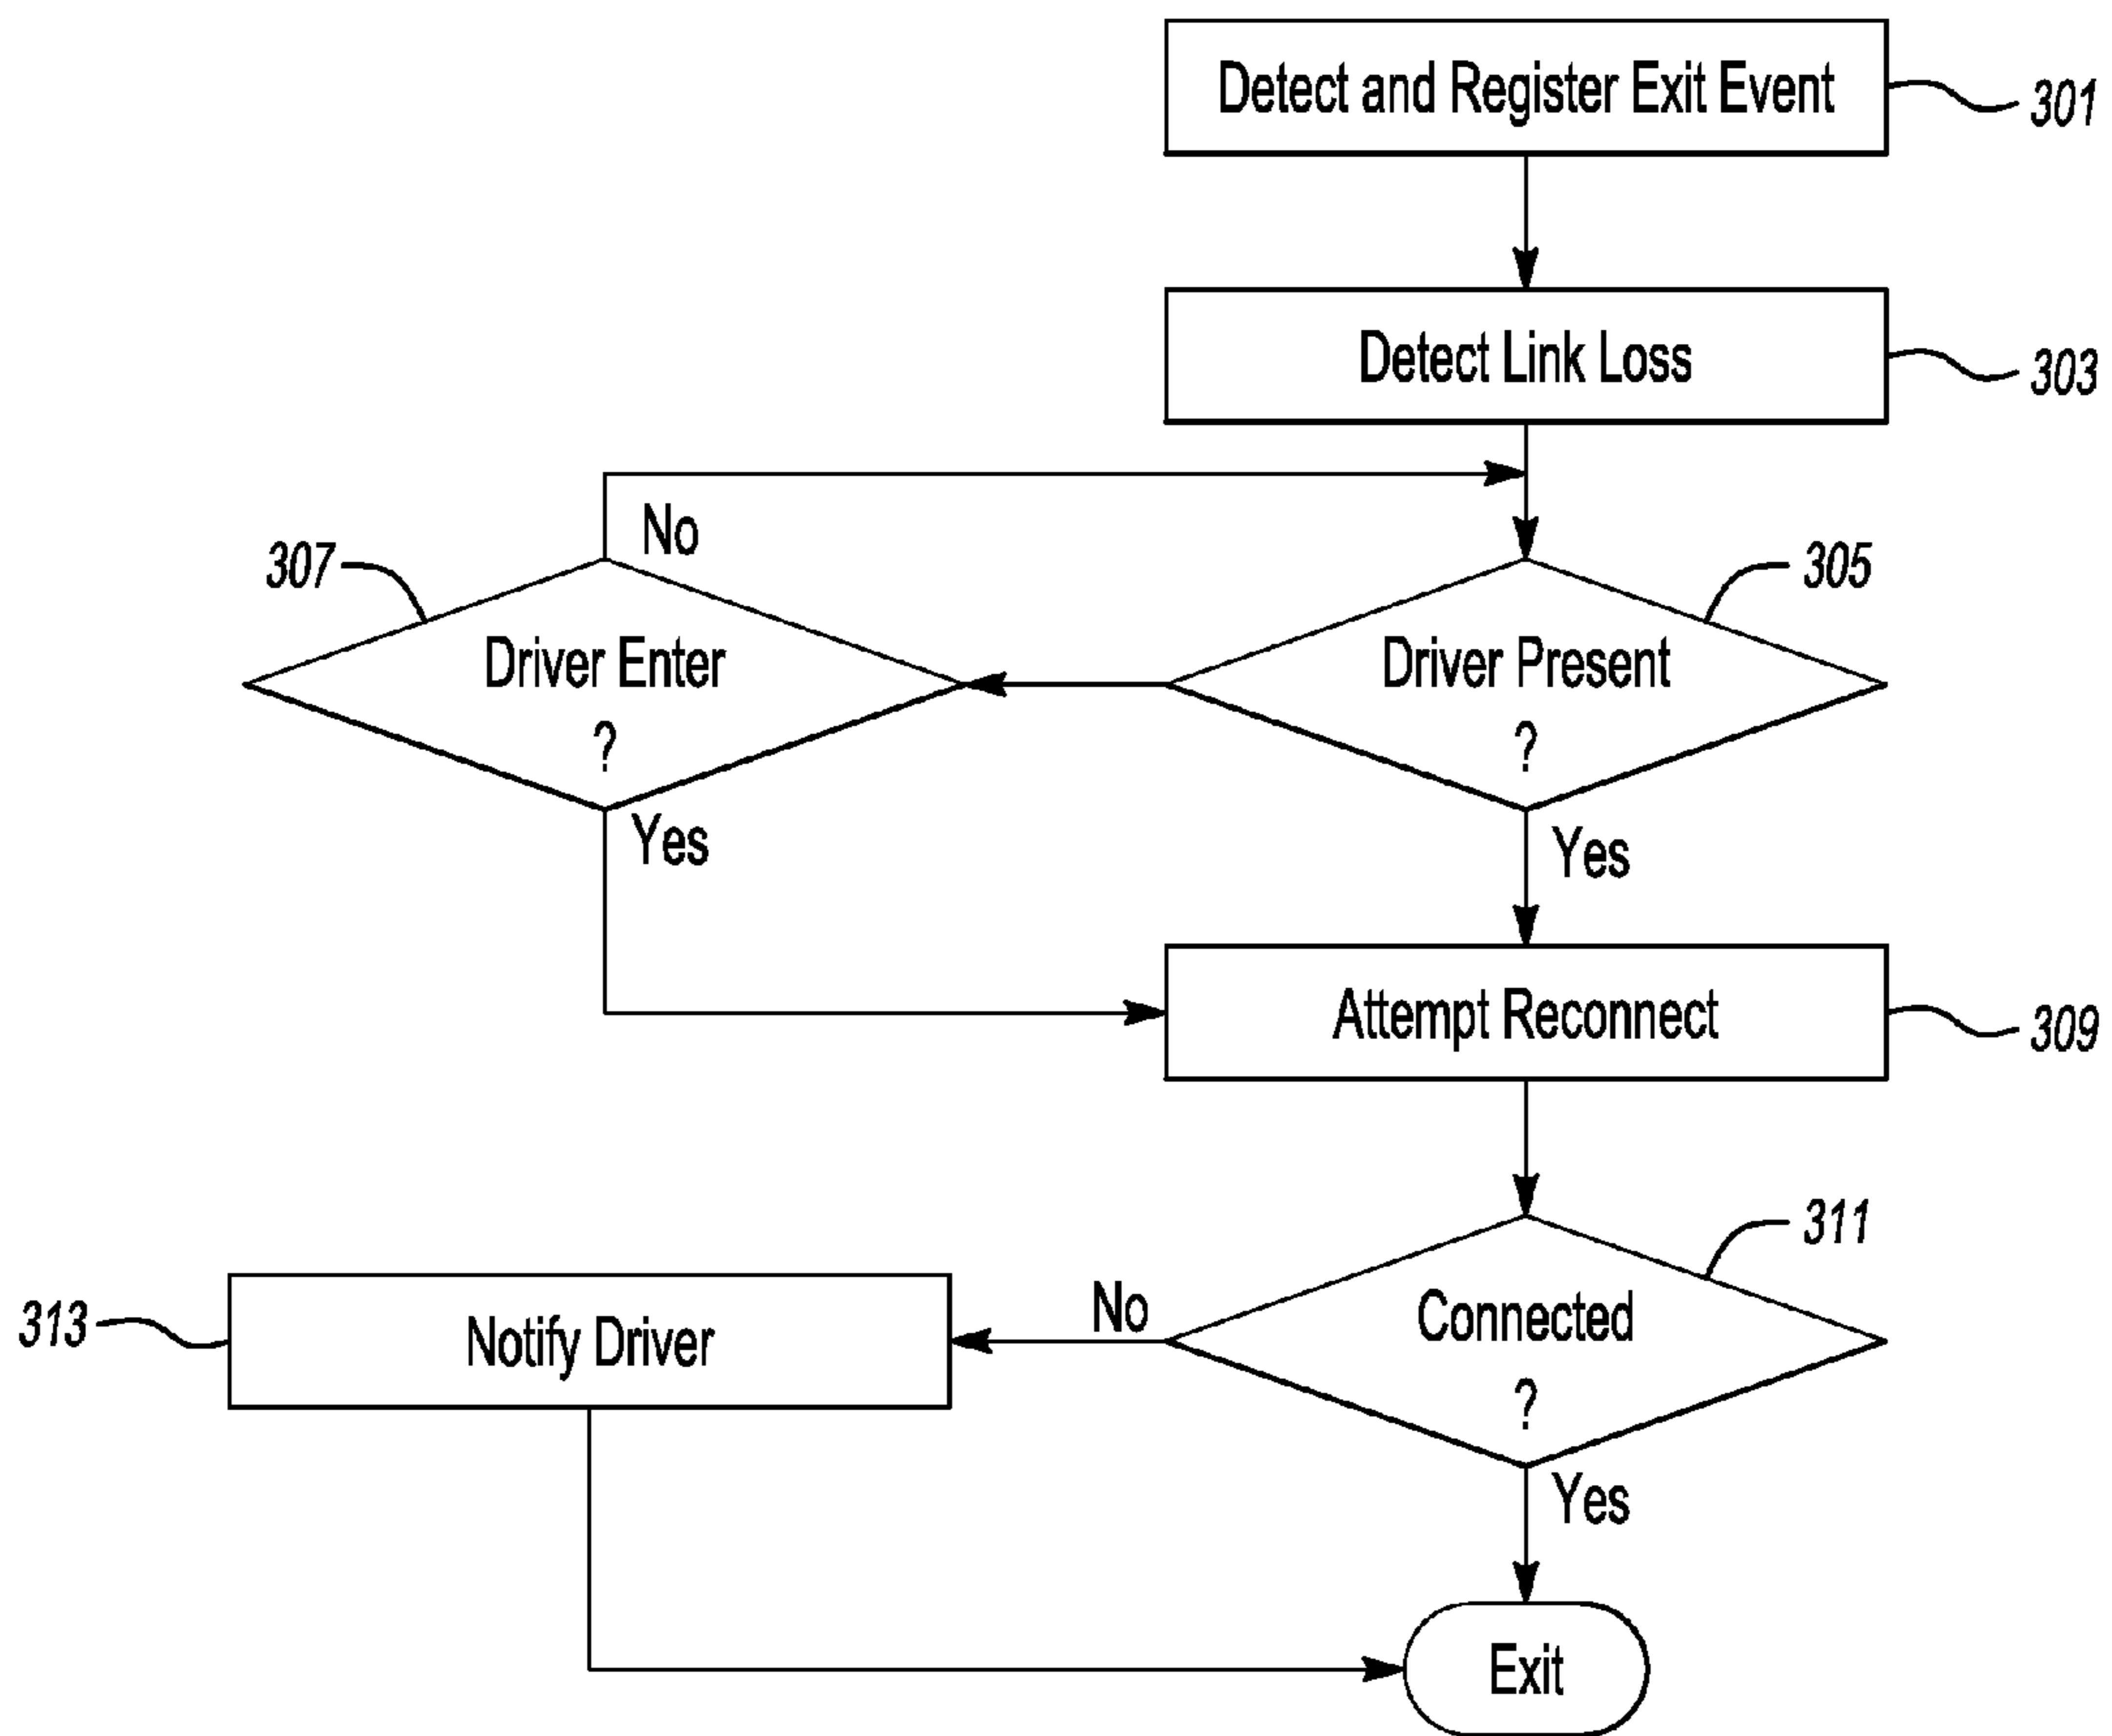 Detect and Register Exit Event
301
Detect Link Loss
303
No
307
305
Driver Enter
?
Driver Present
?
Yes
Yes
Attempt Reconnect
309
311
313
Notify Driver
No
Connected
?
Yes
Exit